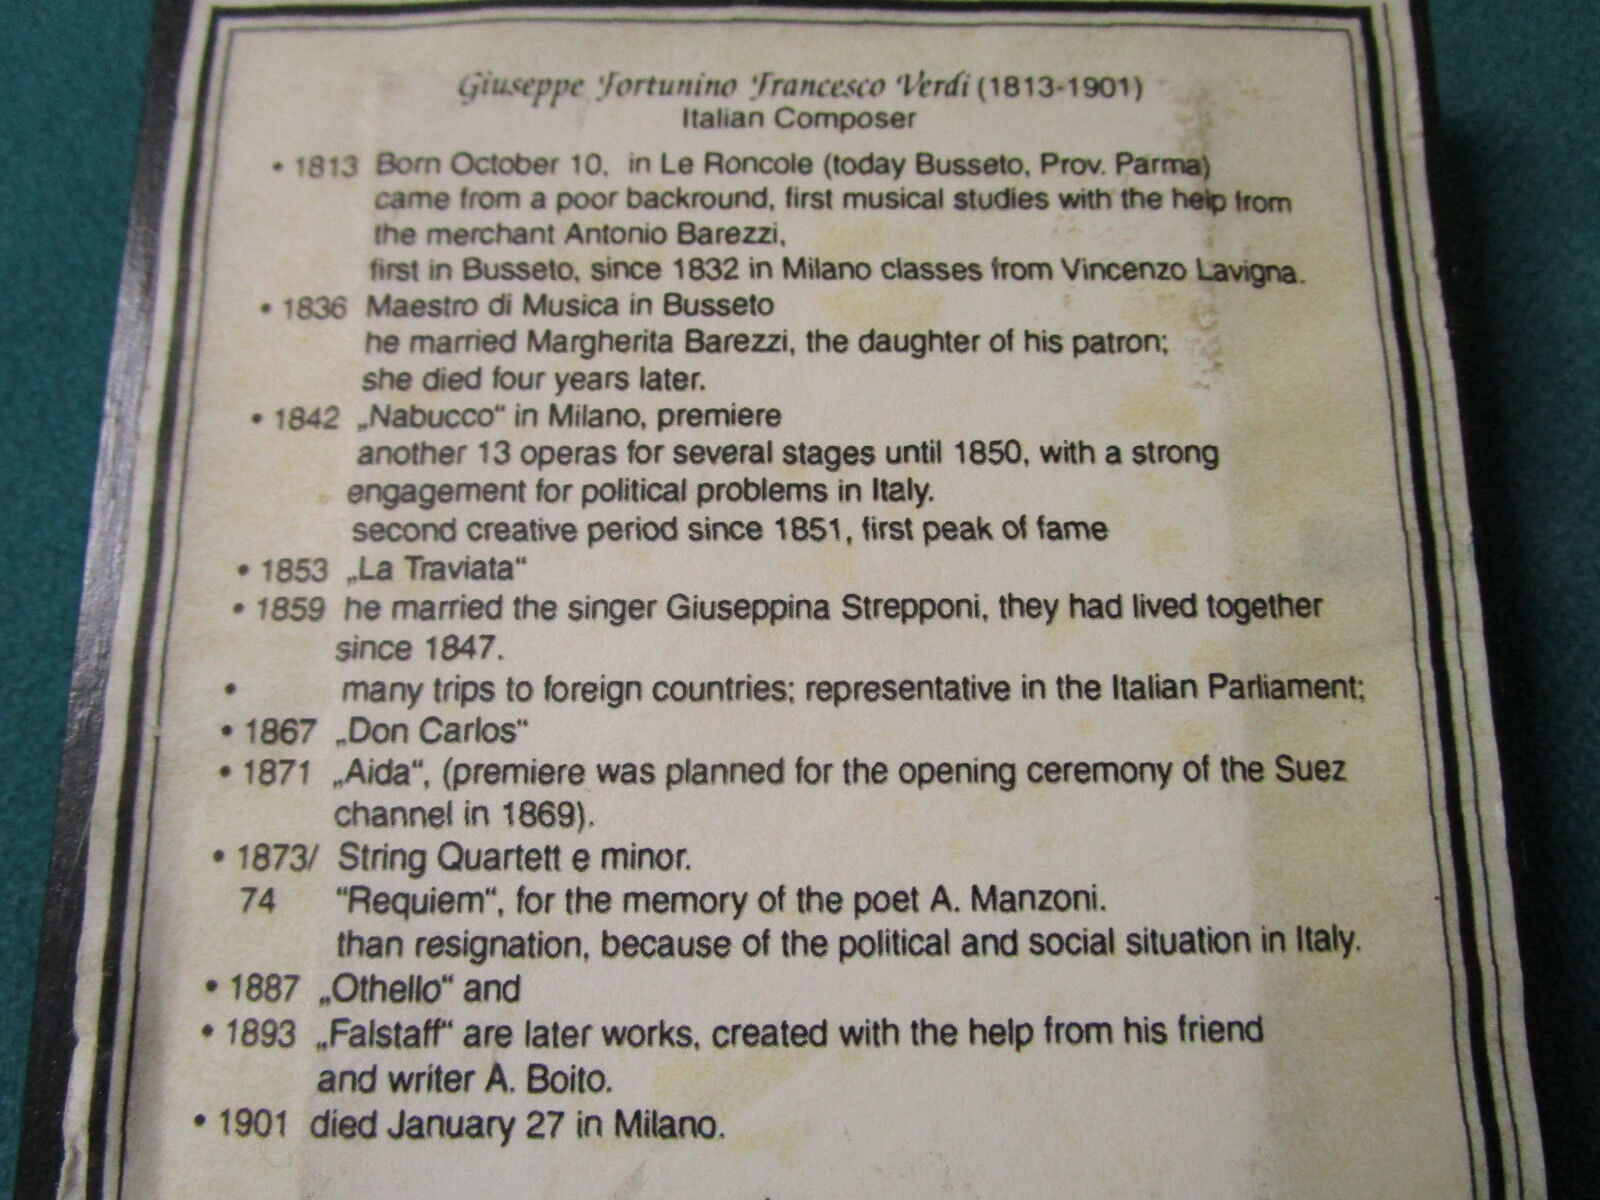 Giuseppe Fortunino Francesco Verdi (1813-1901)
Italian Composer
• 1813 Born October 10, in Le Roncole (today Busseto, Prov. Parma)
came from a poor backround, first musical studies with the help from
the merchant Antonio Barezzi,
first in Busseto, since 1832 in Milano classes from Vincenzo Lavigna.
• 1836 Maestro di Musica in Busseto
he married Margherita Barezzi, the daughter of his patron;
she died four years later.
• 1842 „Nabucco“ in Milano, premiere
another 13 operas for several stages until 1850, with a strong
engagement for political problems in Italy.
second creative period since 1851, first peak of fame
• 1853 „La Traviata“
• 1859 he married the singer Giuseppina Strepponi, they had lived together
since 1847.
• many trips to foreign countries; representative in the Italian Parliament;
• 1867 „Don Carlos“
• 1871 „Aida“, (premiere was planned for the opening ceremony of the Suez
channel in 1869).
• 1873/ String Quartett e minor.
74 “Requiem“, for the memory of the poet A. Manzoni.
than resignation, because of the political and social situation in Italy.
• 1887 „Othello“ and
• 1893 „Falstaff“ are later works, created with the help from his friend
and writer A. Boito.
• 1901 died January 27 in Milano.